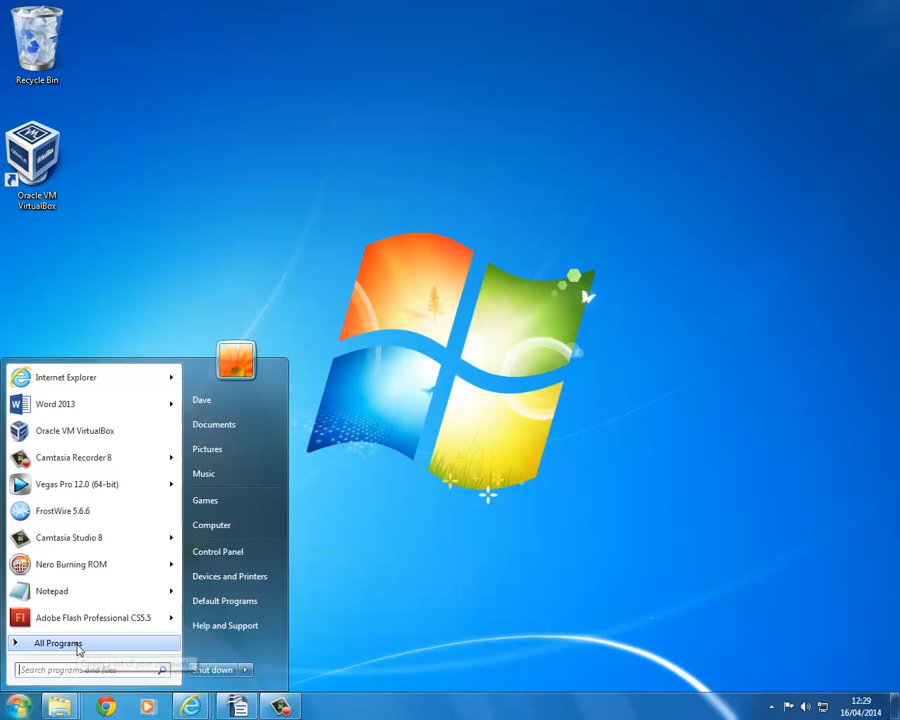 Recycle Bin
Oracle VM
VirtualBox
Internet Explorer
Word 2013
Oracle VM VirtualBox
Camtasia Recorder 8
Vegas Pro 12.0 (64-bit)
FrostWire 5.6.6
Camtasia Studio 8
Nero Burning ROM
Notepad
Adobe Flash Professional CS5.5
All Programs
Search programs and files
Dave
Documents
Pictures
Music
Games
Computer
Control Panel
Devices and Printers
Default Programs
Help and Support
Shut down
12:29
16/04/2014